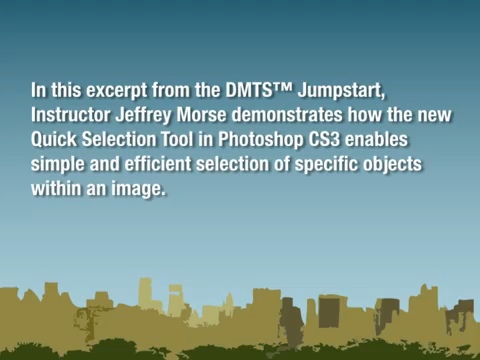 In this excerpt from the DMTS™ Jumpstart,
Instructor Jeffrey Morse demonstrates how the new
Quick Selection Tool in Photoshop CS3 enables
simple and efficient selection of specific objects
within an image.